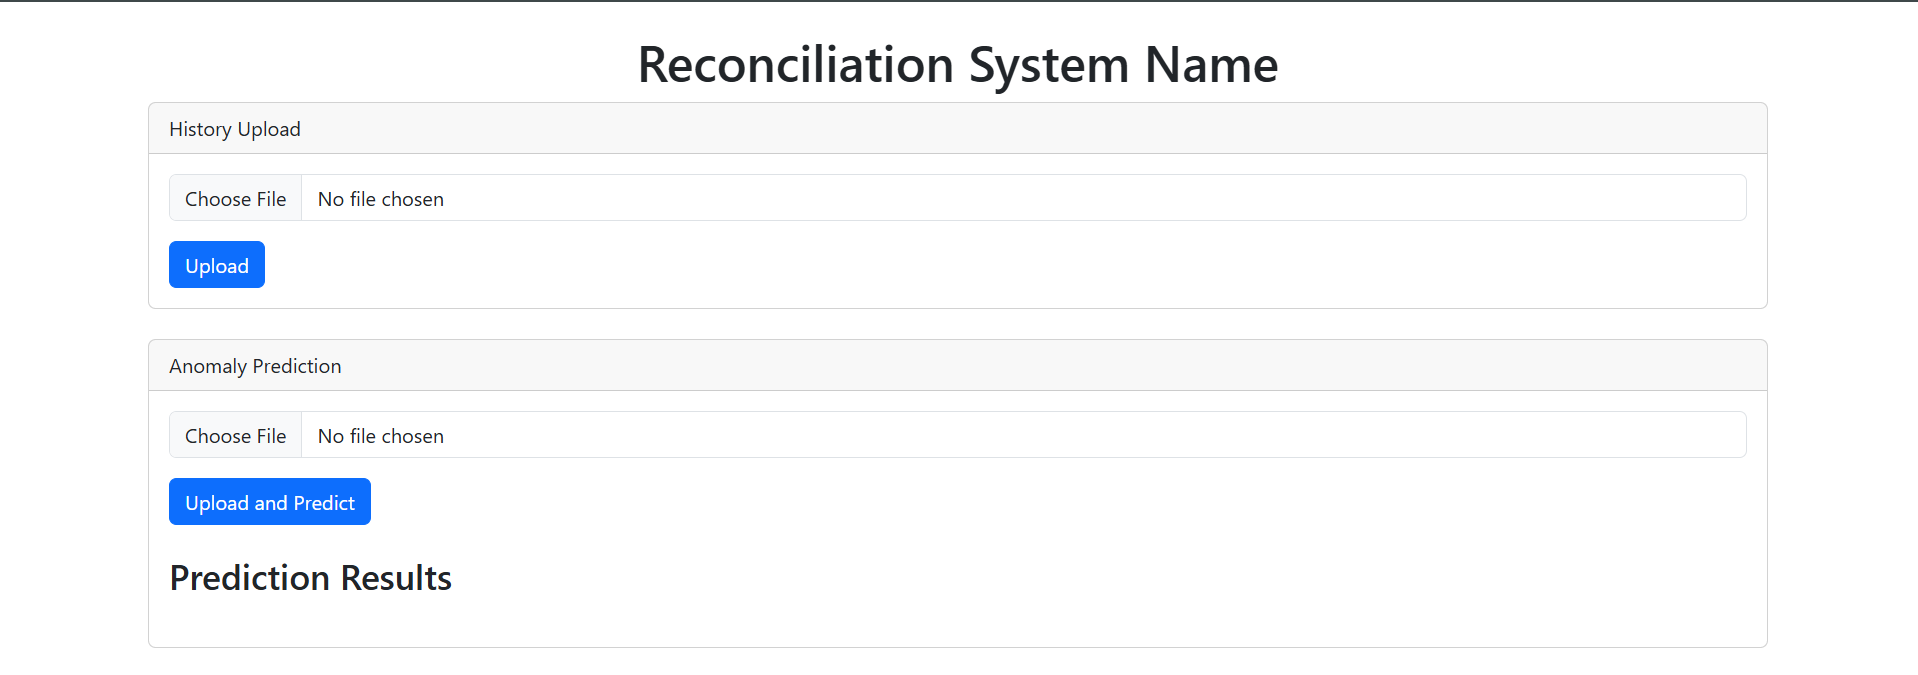 Reconciliation System Name
History Upload
Choose File No file chosen
Upload
Anomaly Prediction
Choose File No file chosen
Upload and Predict
Prediction Results